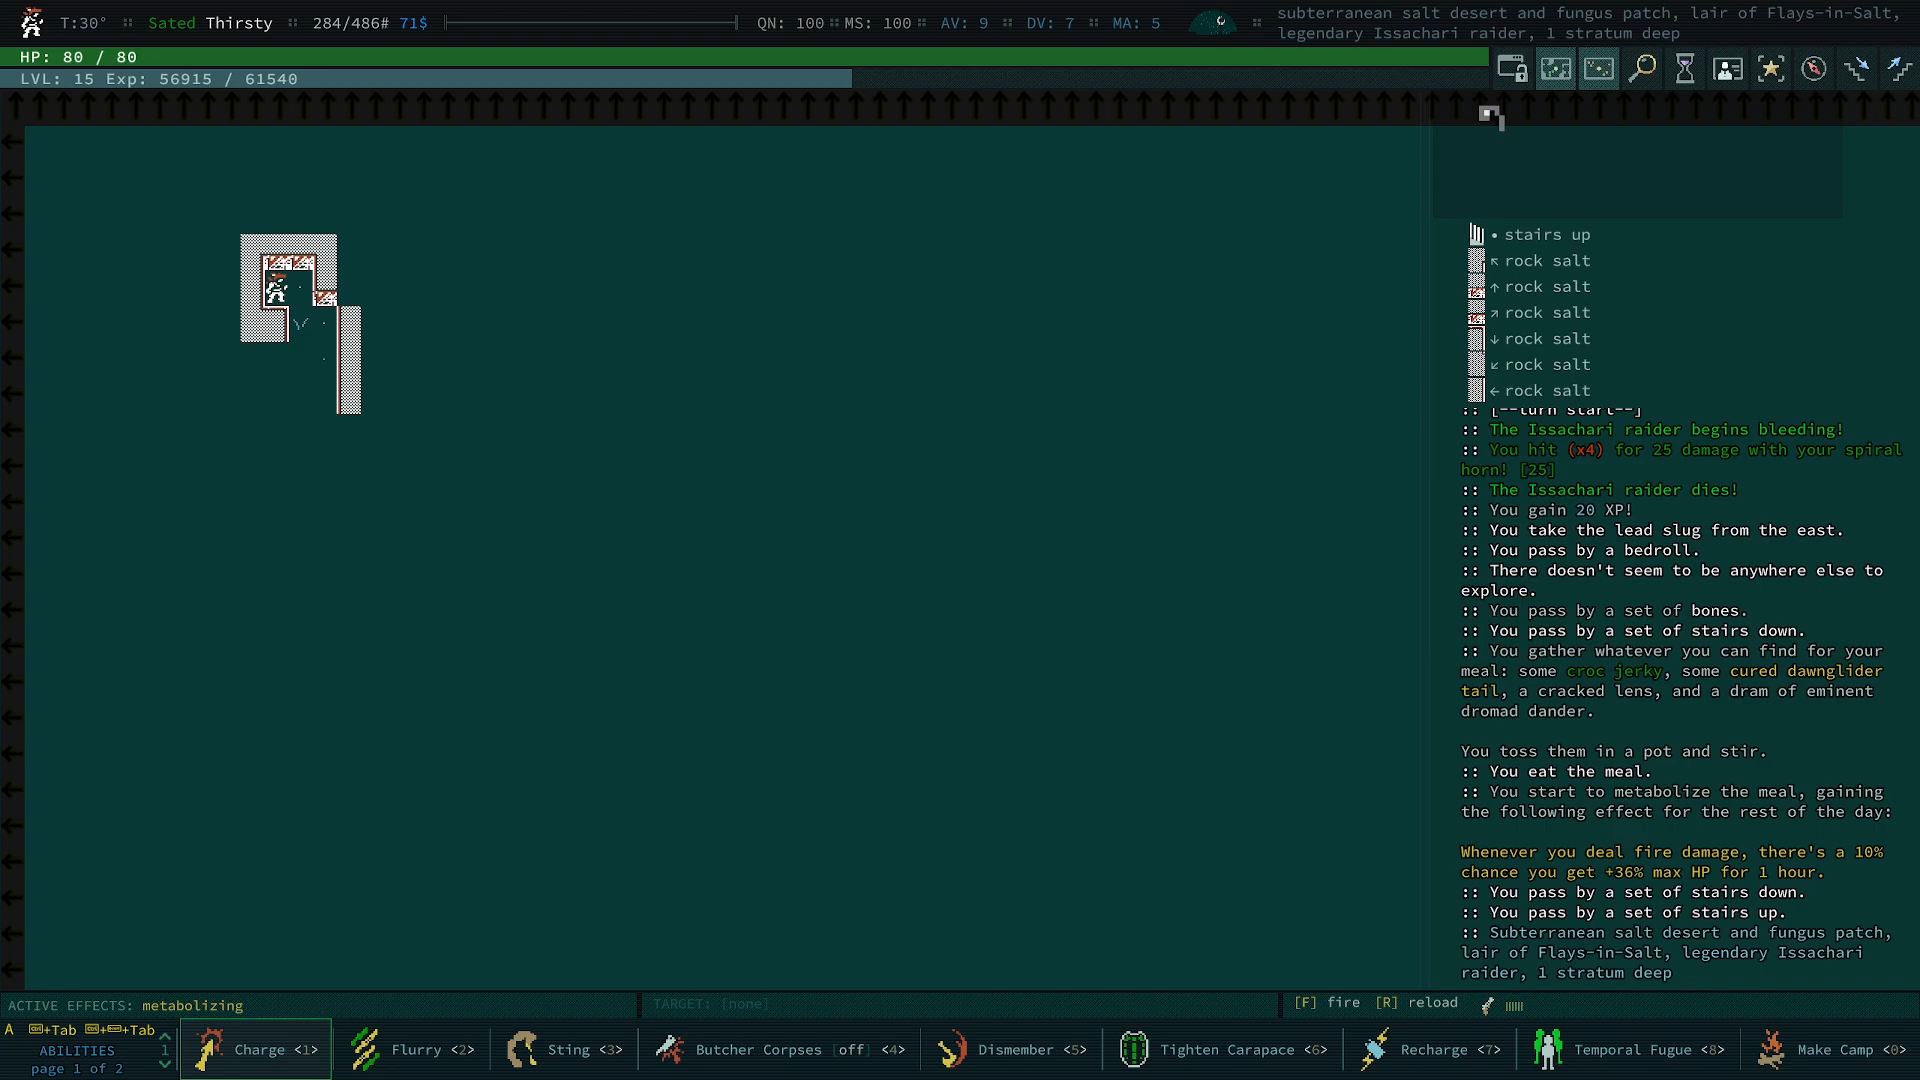 T:30° :: Sated Thirsty :: 284/486# 71$ QN: 100 :: MS: 100 :: AV: 9 :: DV: 7 :: MA: 5 ::
subterranean salt desert and fungus patch, lair of Flays-in-Salt,
legendary Issachari raider, 1 stratum deep
HP: 80 / 80
LVL: 15 Exp: 56915 / 61540
• stairs up
↖ rock salt
↑ rock salt
↗ rock salt
↓ rock salt
↙ rock salt
← rock salt
:: [--turn start--]
:: The Issachari raider begins bleeding!
:: You hit (x4) for 25 damage with your spiral
horn! [25]
:: The Issachari raider dies!
:: You gain 20 XP!
:: You take the lead slug from the east.
:: You pass by a bedroll.
:: There doesn't seem to be anywhere else to
explore.
:: You pass by a set of bones.
:: You pass by a set of stairs down.
:: You gather whatever you can find for your
meal: some croc jerky, some cured dawnglider
tail, a cracked lens, and a dram of eminent
dromad dander.
You toss them in a pot and stir.
:: You eat the meal.
:: You start to metabolize the meal, gaining
the following effect for the rest of the day:
Whenever you deal fire damage, there's a 10%
chance you get +36% max HP for 1 hour.
:: You pass by a set of stairs down.
:: You pass by a set of stairs up.
:: Subterranean salt desert and fungus patch,
lair of Flays-in-Salt, legendary Issachari
raider, 1 stratum deep
ACTIVE EFFECTS: metabolizing
TARGET: [none]
[F] fire [R] reload
A +Tab + +Tab
ABILITIES 1
page 1 of 2
Charge <1>
Flurry <2>
Sting <3>
Butcher Corpses [off] <4>
Dismember <5>
Tighten Carapace <6>
Recharge <7>
Temporal Fugue <8>
Make Camp <0>